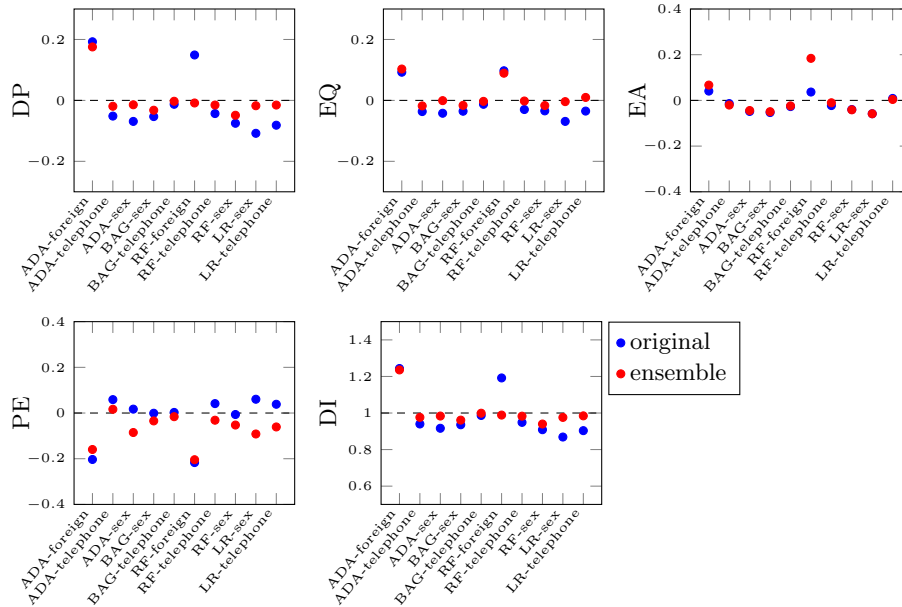 DP
0.2
0
−0.2
ADA-foreign
ADA-telephone
ADA-sex
BAG-sex
BAG-telephone
RF-foreign
RF-telephone
RF-sex
LR-sex
LR-telephone
EQ
0.2
0
−0.2
ADA-foreign
ADA-telephone
ADA-sex
BAG-sex
BAG-telephone
RF-foreign
RF-telephone
RF-sex
LR-sex
LR-telephone
EA
0.4
0.2
0
−0.2
−0.4
ADA-foreign
ADA-telephone
ADA-sex
BAG-sex
BAG-telephone
RF-foreign
RF-telephone
RF-sex
LR-sex
LR-telephone
PE
0.4
0.2
0
−0.2
−0.4
ADA-foreign
ADA-telephone
ADA-sex
BAG-sex
BAG-telephone
RF-foreign
RF-telephone
RF-sex
LR-sex
LR-telephone
DI
1.4
1.2
1
0.8
0.6
ADA-foreign
ADA-telephone
ADA-sex
BAG-sex
BAG-telephone
RF-foreign
RF-telephone
RF-sex
LR-sex
LR-telephone
original
ensemble